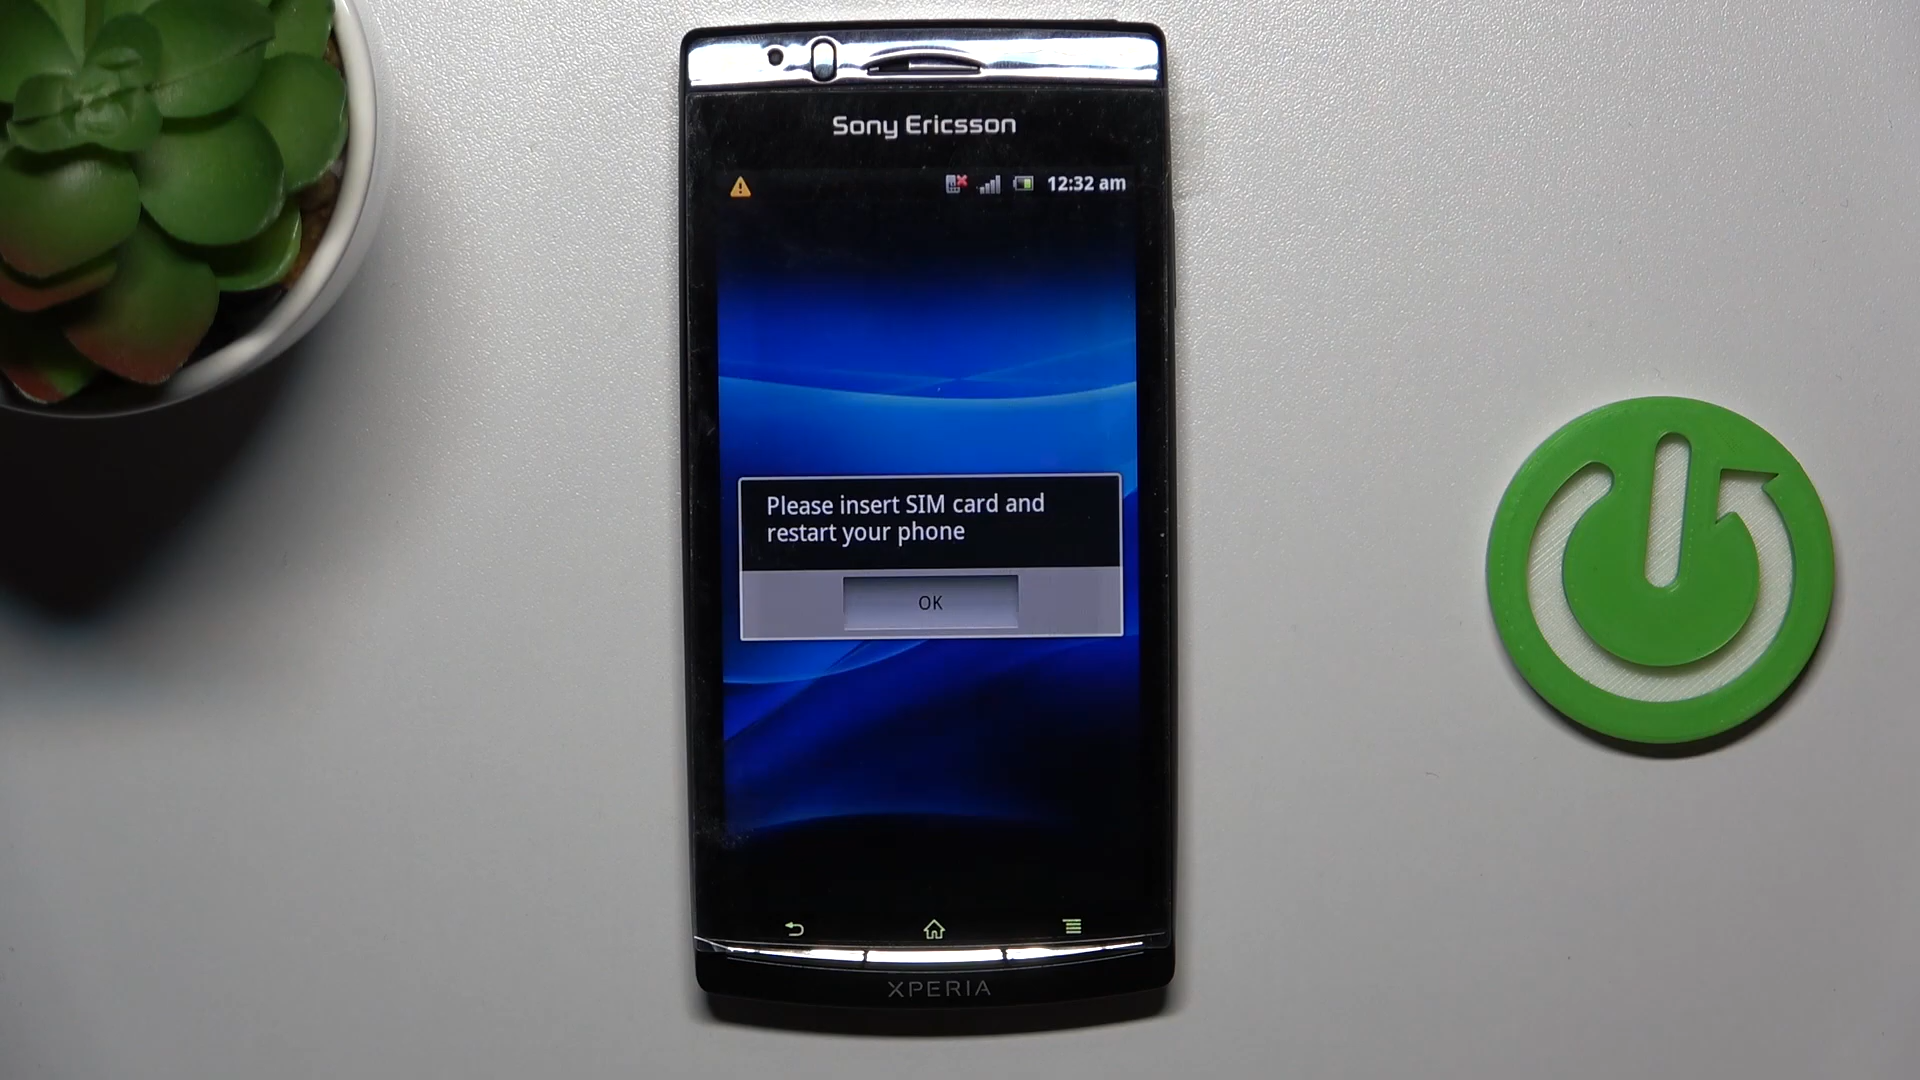 Sony Ericsson
12:32 am
Please insert SIM card and
restart your phone
OK
XPERIA